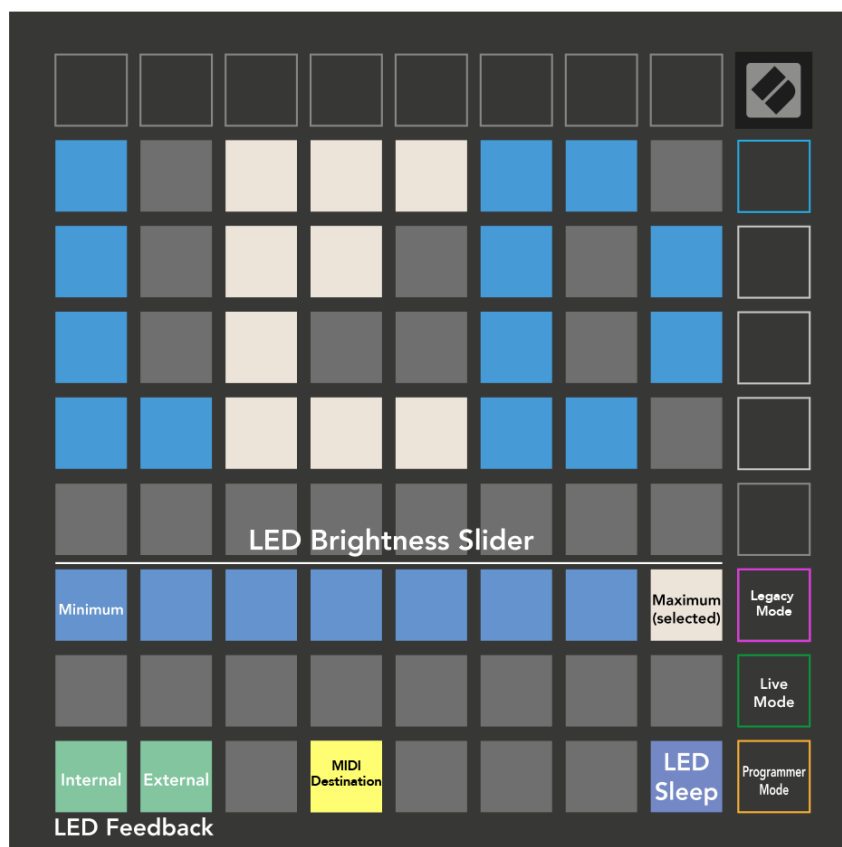 LED Brightness Slider
Minimum
Maximum
(selected)
Legacy
Mode
Live
Mode
Internal
External
MIDI
Destination
LED
Sleep
Programmer
Mode
LED Feedback